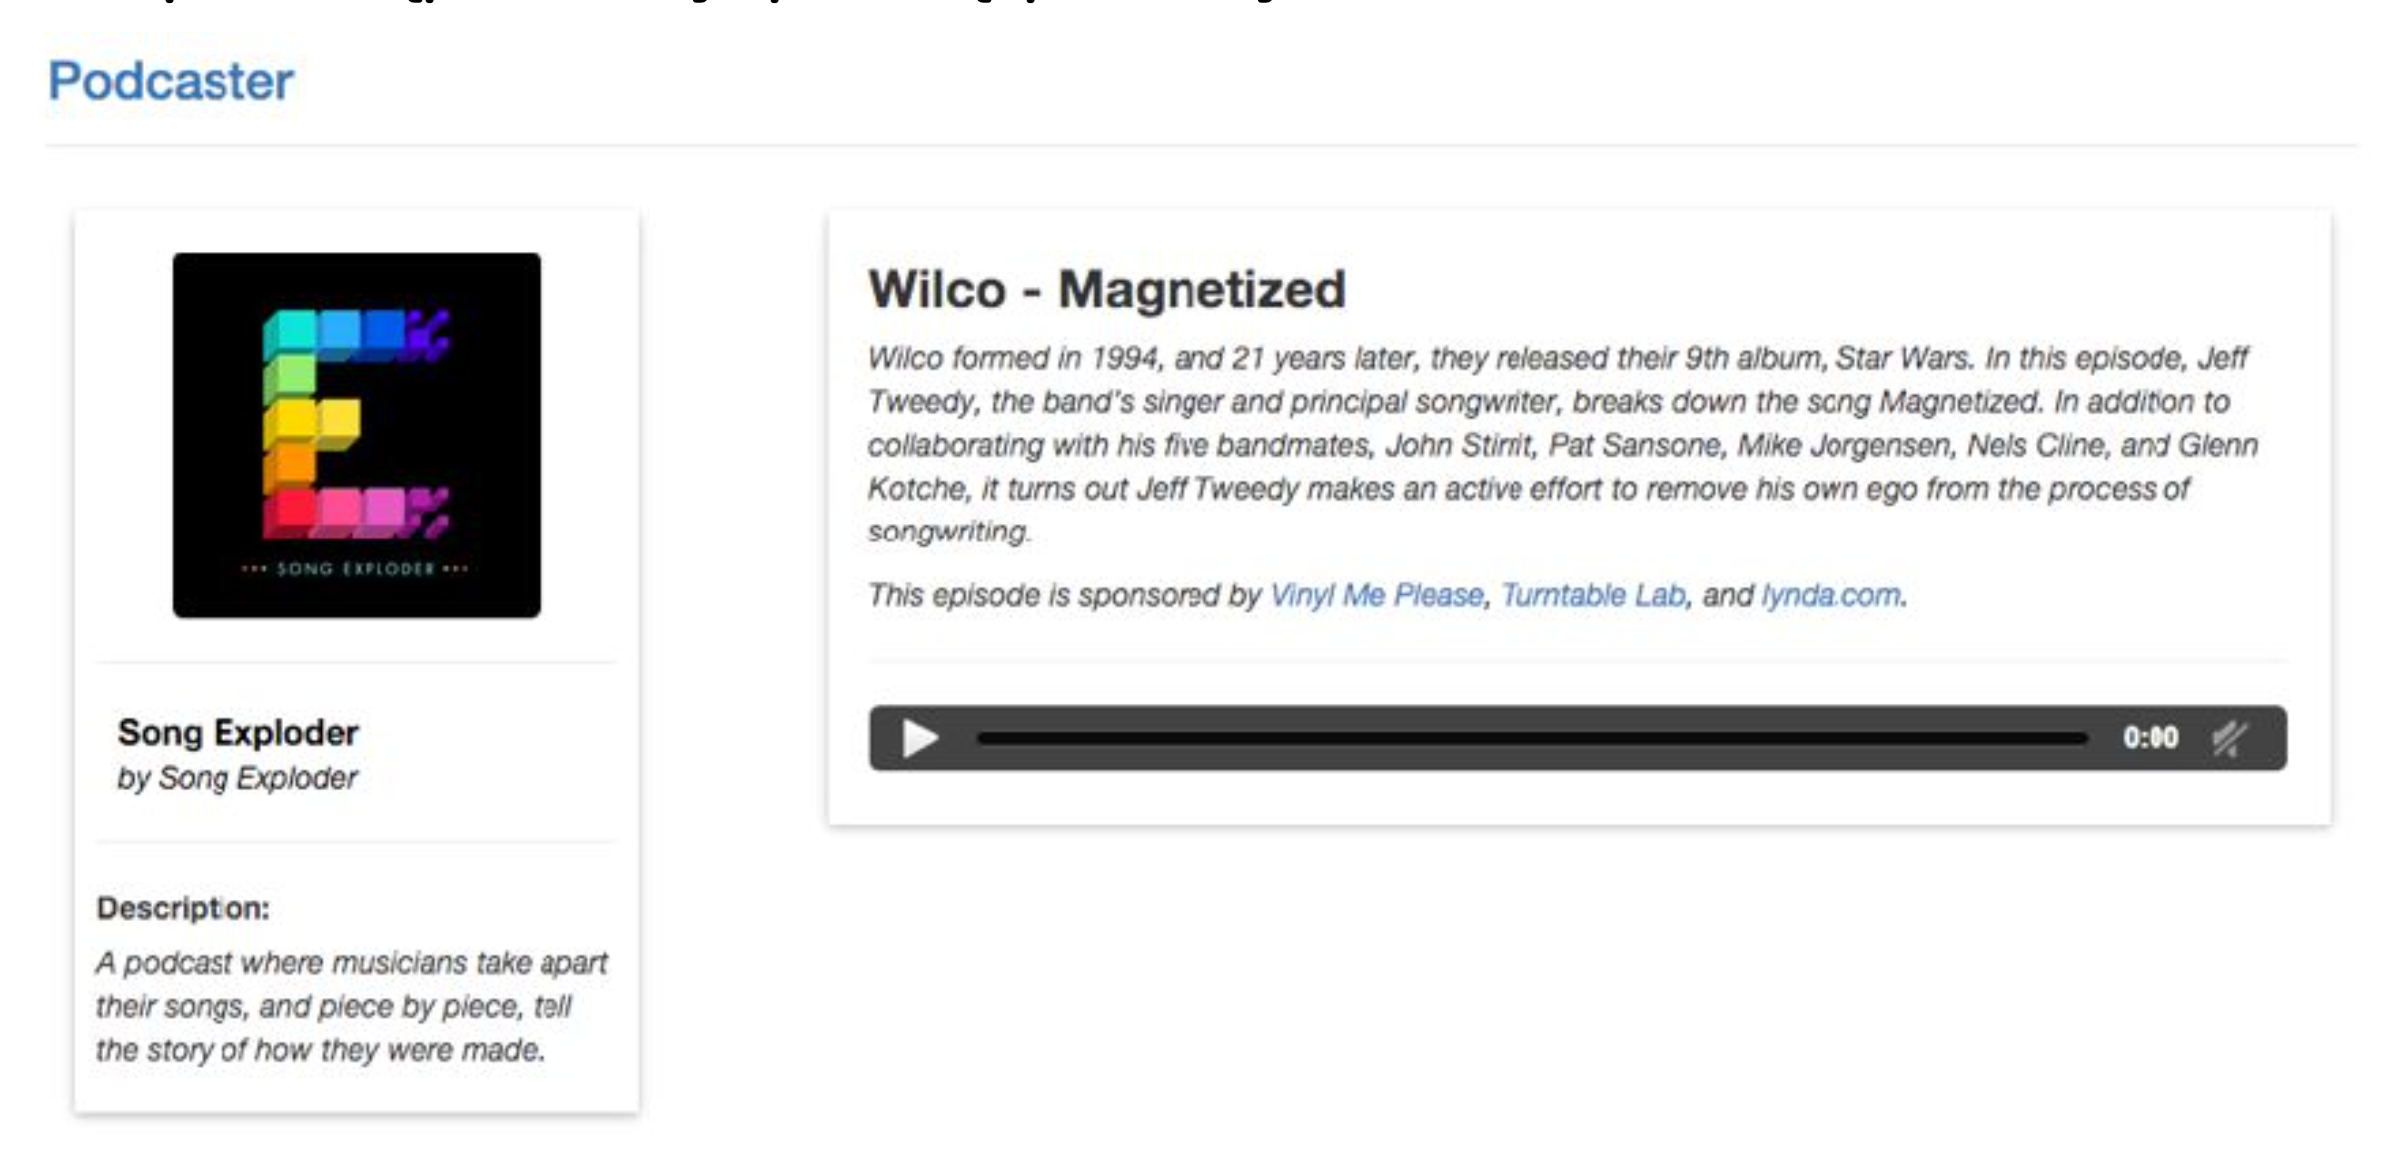 Podcaster
SONG EXPLODER
Song Exploder
by Song Exploder
Description:
A podcast where musicians take apart
their songs, and piece by piece, tell
the story of how they were made.
Wilco - Magnetized
Wilco formed in 1994, and 21 years later, they released their 9th album, Star Wars. In this episode, Jeff
Tweedy, the band's singer and principal songwriter, breaks down the song Magnetized. In addition to
collaborating with his five bandmates, John Stirrit, Pat Sansone, Mike Jorgensen, Nels Cline, and Glenn
Kotche, it turns out Jeff Tweedy makes an active effort to remove his own ego from the process of
songwriting.
This episode is sponsored by Vinyl Me Please, Turntable Lab, and lynda.com.
0:00